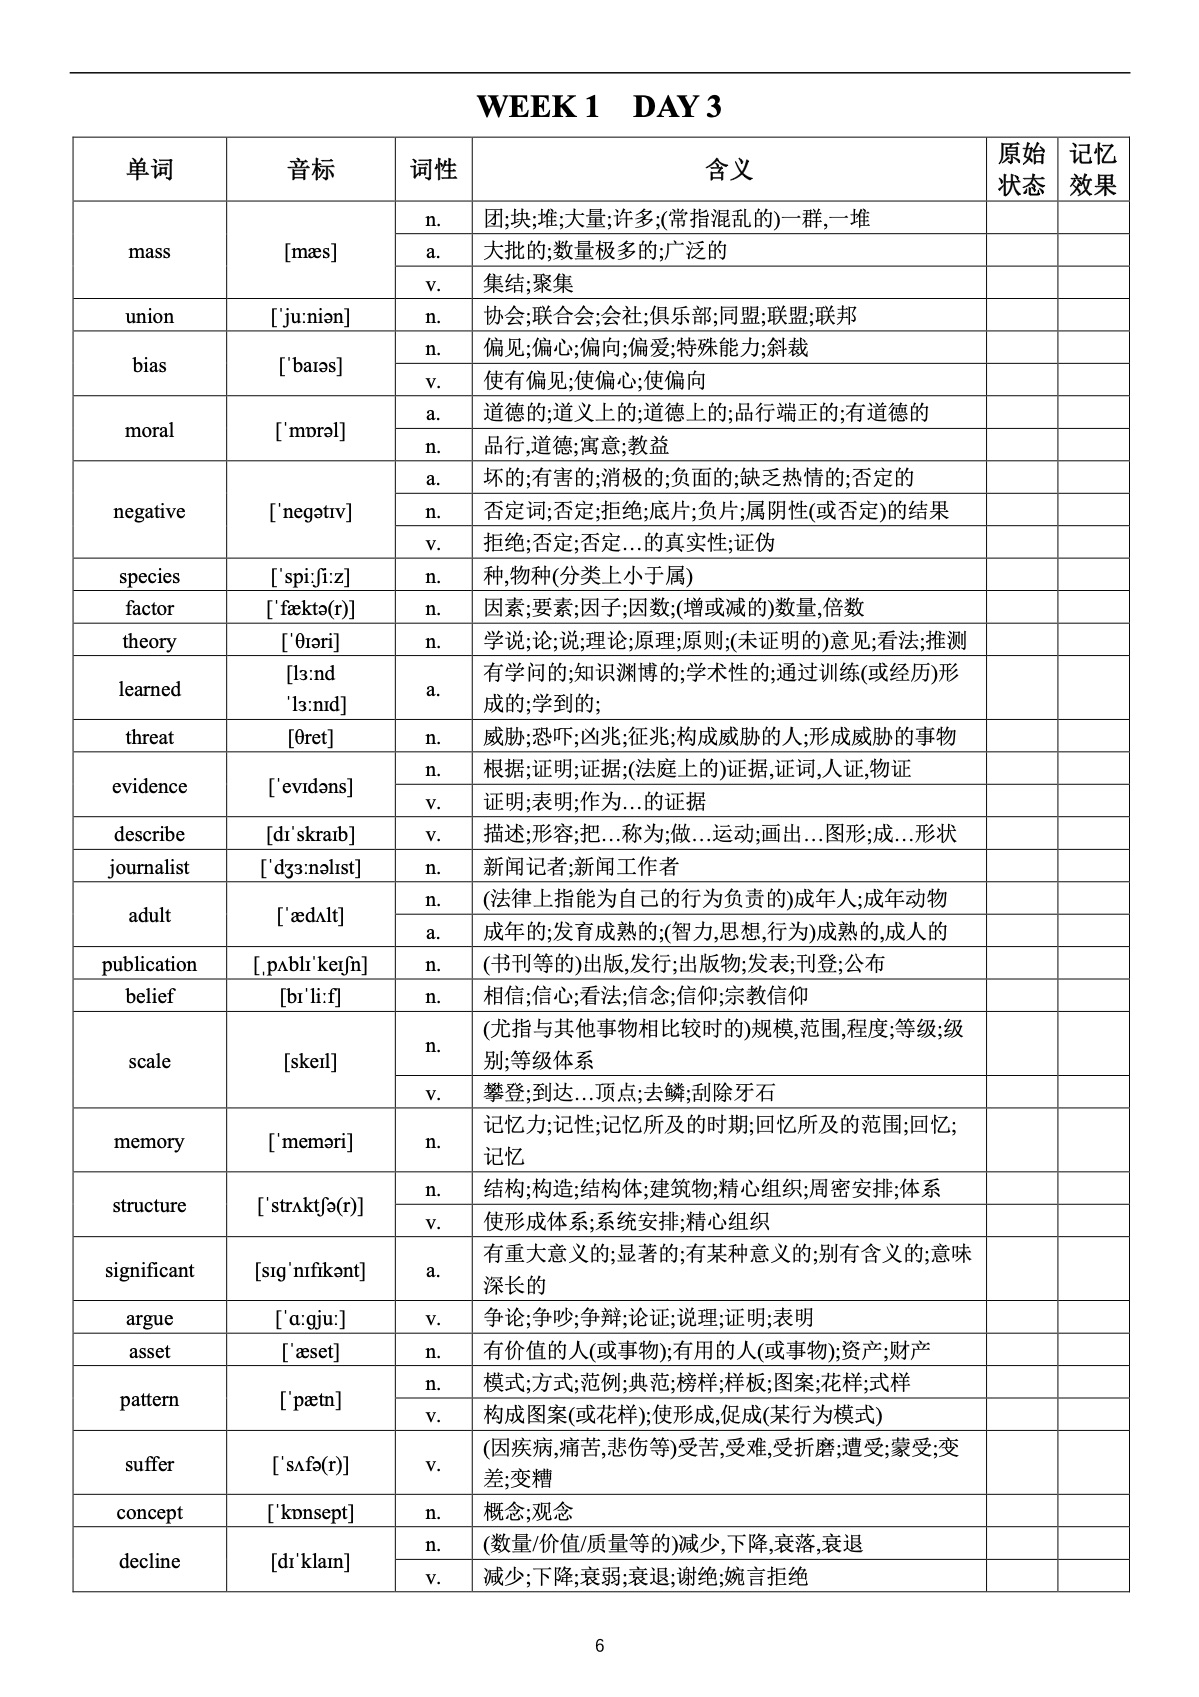 WEEK 1 DAY 3
单词 音标 词性 含义 原始状态 记忆效果
mass [mæs] n. 团;块;堆;大量;许多;(常指混乱的)一群,一堆
a. 大批的;数量极多的;广泛的
v. 集结;聚集
union [ˈjuːniən] n. 协会;联合会;会社;俱乐部;同盟;联盟;联邦
bias [ˈbaɪəs] n. 偏见;偏心;偏向;偏爱;特殊能力;斜裁
v. 使有偏见;使偏心;使偏向
moral [ˈmɒrəl] a. 道德的;道义上的;道德上的;品行端正的;有道德的
n. 品行,道德;寓意;教益
negative [ˈneɡətɪv] a. 坏的;有害的;消极的;负面的;缺乏热情的;否定的
n. 否定词;否定;拒绝;底片;负片;属阴性(或否定)的结果
v. 拒绝;否定;否定…的真实性;证伪
species [ˈspiːʃiːz] n. 种,物种(分类上小于属)
factor [ˈfæktə(r)] n. 因素;要素;因子;因数;(增或减的)数量,倍数
theory [ˈθɪəri] n. 学说;论;说;理论;原理;原则;(未证明的)意见;看法;推测
learned [lɜːnd ˈlɜːnɪd] a. 有学问的;知识渊博的;学术性的;通过训练(或经历)形
成的;学到的;
threat [θret] n. 威胁;恐吓;凶兆;征兆;构成威胁的人;形成威胁的事物
evidence [ˈevɪdəns] n. 根据;证明;证据;(法庭上的)证据,证词,人证,物证
v. 证明;表明;作为…的证据
describe [dɪˈskraɪb] v. 描述;形容;把…称为;做…运动;画出…图形;成…形状
journalist [ˈdʒɜːnəlɪst] n. 新闻记者;新闻工作者
adult [ˈædʌlt] n. (法律上指能为自己的行为负责的)成年人;成年动物
a. 成年的;发育成熟的;(智力,思想,行为)成熟的,成人的
publication [ˌpʌblɪˈkeɪʃn] n. (书刊等的)出版,发行;出版物;发表;刊登;公布
belief [bɪˈliːf] n. 相信;信心;看法;信念;信仰;宗教信仰
scale [skeɪl] n. (尤指与其他事物相比较时的)规模,范围,程度;等级;级
别;等级体系
v. 攀登;到达…顶点;去鳞;刮除牙石
memory [ˈmeməri] n. 记忆力;记性;记忆所及的时期;回忆所及的范围;回忆;
记忆
structure [ˈstrʌktʃə(r)] n. 结构;构造;结构体;建筑物;精心组织;周密安排;体系
v. 使形成体系;系统安排;精心组织
significant [sɪɡˈnɪfɪkənt] a. 有重大意义的;显著的;有某种意义的;别有含义的;意味
深长的
argue [ˈɑːɡjuː] v. 争论;争吵;争辩;论证;说理;证明;表明
asset [ˈæset] n. 有价值的人(或事物);有用的人(或事物);资产;财产
pattern [ˈpætn] n. 模式;方式;范例;典范;榜样;样板;图案;花样;式样
v. 构成图案(或花样);使形成,促成(某行为模式)
suffer [ˈsʌfə(r)] v. (因疾病,痛苦,悲伤等)受苦,受难,受折磨;遭受;蒙受;变
差;变糟
concept [ˈkɒnsept] n. 概念;观念
decline [dɪˈklaɪn] n. (数量/价值/质量等的)减少,下降,衰落,衰退
v. 减少;下降;衰弱;衰退;谢绝;婉言拒绝
6